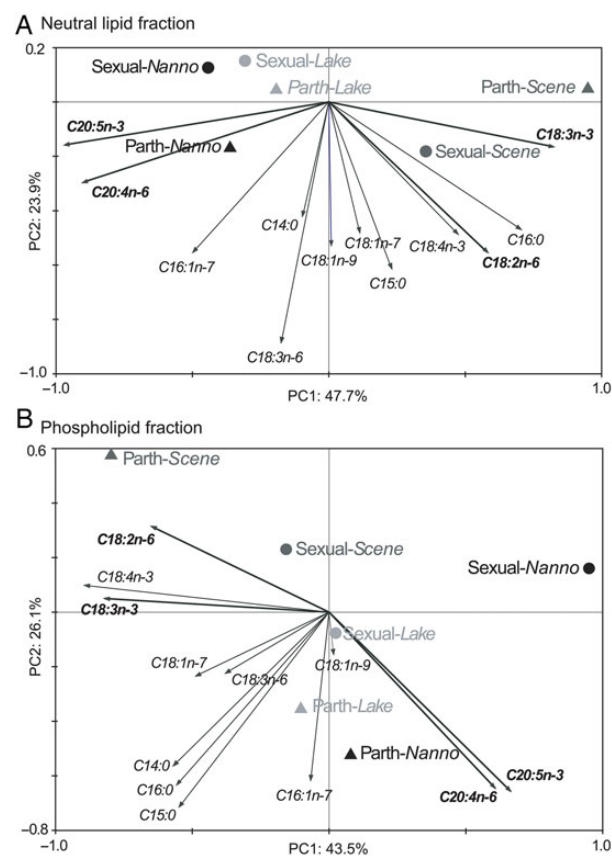 A Neutral lipid fraction
0.2
Sexual-Nanno
Sexual-Lake
Parth-Lake
Parth-Scene
C20:5n-3
Parth-Nanno
C18:3n-3
Sexual-Scene
C20:4n-6
PC2: 23.9%
C14:0
C16:1n-7
C18:1n-9
C18:1n-7
C18:4n-3
C16:0
C18:2n-6
C15:0
C18:3n-6
−1.0
−1.0
PC1: 47.7%
1.0
B Phospholipid fraction
0.6
Parth-Scene
C18:2n-6
Sexual-Scene
Sexual-Nanno
C18:4n-3
C18:3n-3
PC2: 26.1%
Sexual-Lake
C18:1n-7
C18:3n-6
C18:1n-9
Parth-Lake
Parth-Nanno
C14:0
C16:0
C15:0
C16:1n-7
C20:4n-6
C20:5n-3
−0.8
−1.0
PC1: 43.5%
1.0